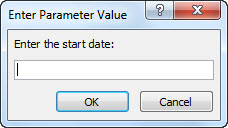 Enter Parameter Value
?
Enter the start date:
OK
Cancel